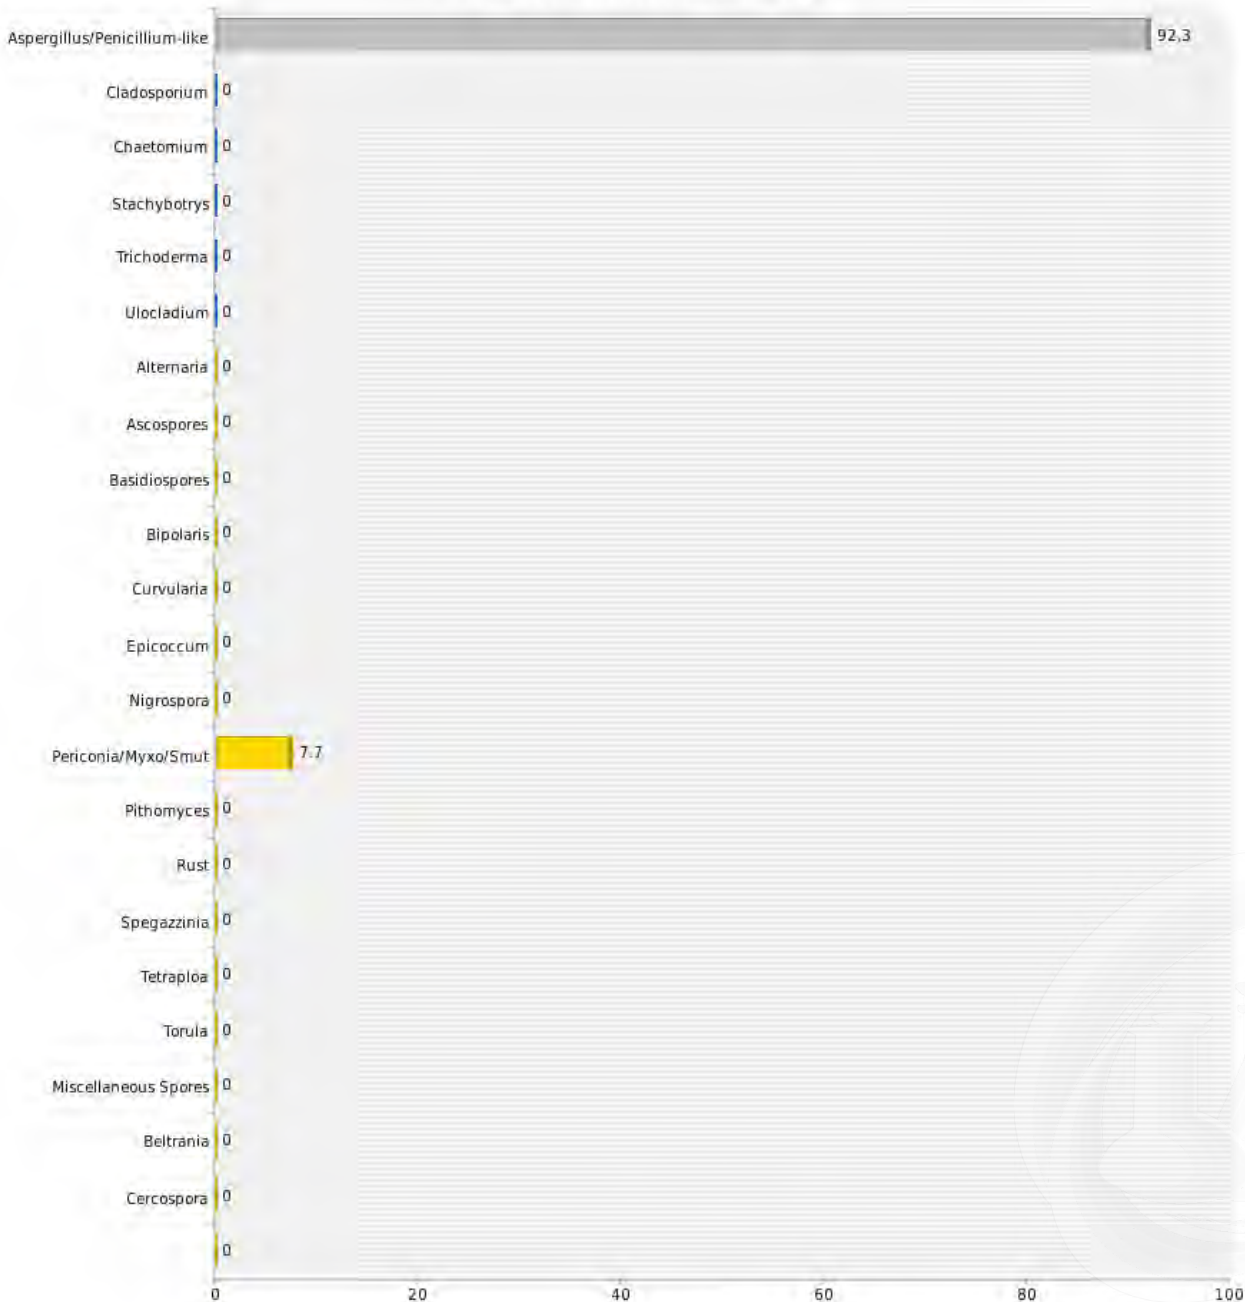 Aspergillus/Penicillium-like 92.3
Cladosporium 0
Chaetomium 0
Stachybotrys 0
Trichoderma 0
Ulocladium 0
Alternaria 0
Ascospores 0
Basidiospores 0
Bipolaris 0
Curvularia 0
Epicoccum 0
Nigrospora 0
Periconia/Myxo/Smut 7.7
Pithomyces 0
Rust 0
Spegazzinia 0
Tetraploa 0
Torula 0
Miscellaneous Spores 0
Beltrania 0
Cercospora 0
0
0 20 40 60 80 100